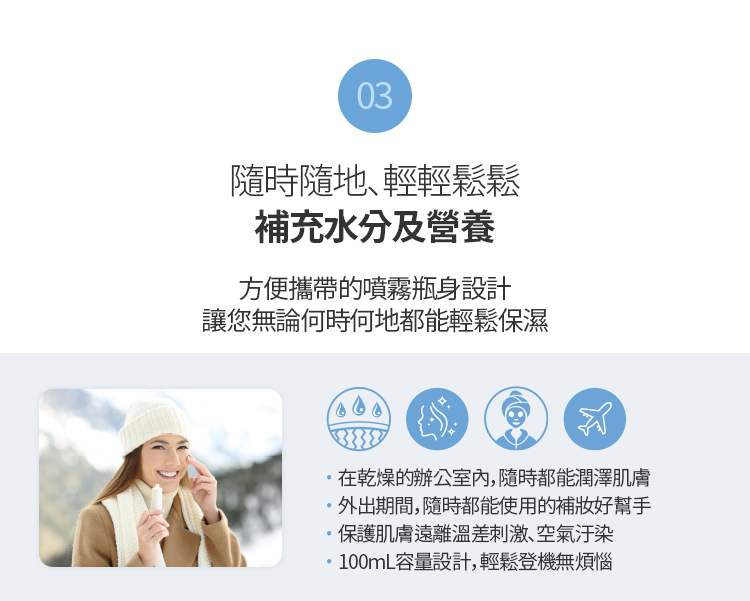 03
隨時隨地、輕輕鬆鬆
補充水分及營養
方便攜帶的噴霧瓶身設計
讓您無論何時何地都能輕鬆保濕
・在乾燥的辦公室內,隨時都能潤澤肌膚
・外出期間,隨時都能使用的補妝好幫手
・保護肌膚遠離溫差刺激、空氣汙染
・100mL容量設計,輕鬆登機無煩惱